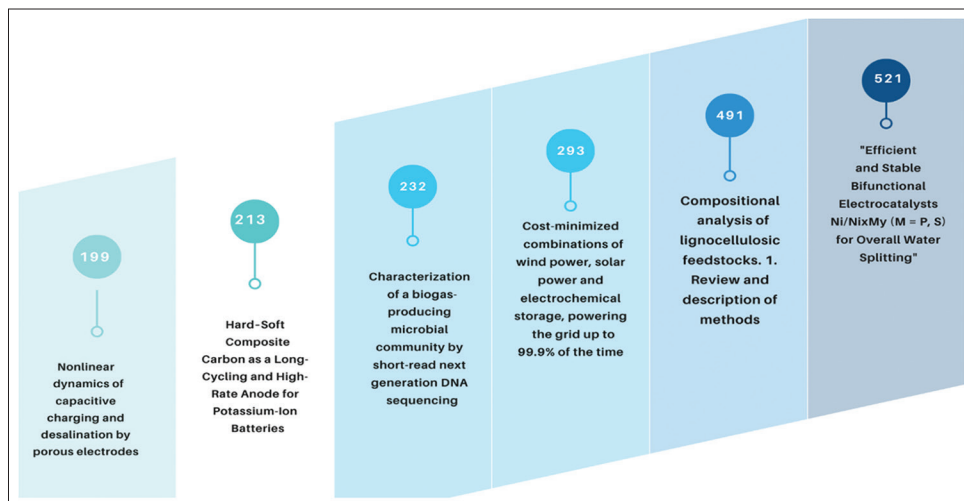 199
Nonlinear
dynamics of
capacitive
charging and
desalination by
porous electrodes
213
Hard–Soft
Composite
Carbon as a Long-
Cycling and High-
Rate Anode for
Potassium-Ion
Batteries
232
Characterization
of a biogas-
producing
microbial
community by
short-read next
generation DNA
sequencing
293
Cost-minimized
combinations of
wind power, solar
power and
electrochemical
storage, powering
the grid up to
99.9% of the time
491
Compositional
analysis of
lignocellulosic
feedstocks. 1.
Review and
description of
methods
521
"Efficient
and Stable
Bifunctional
Electrocatalysts
Ni/NixMy (M = P, S)
for Overall Water
Splitting"